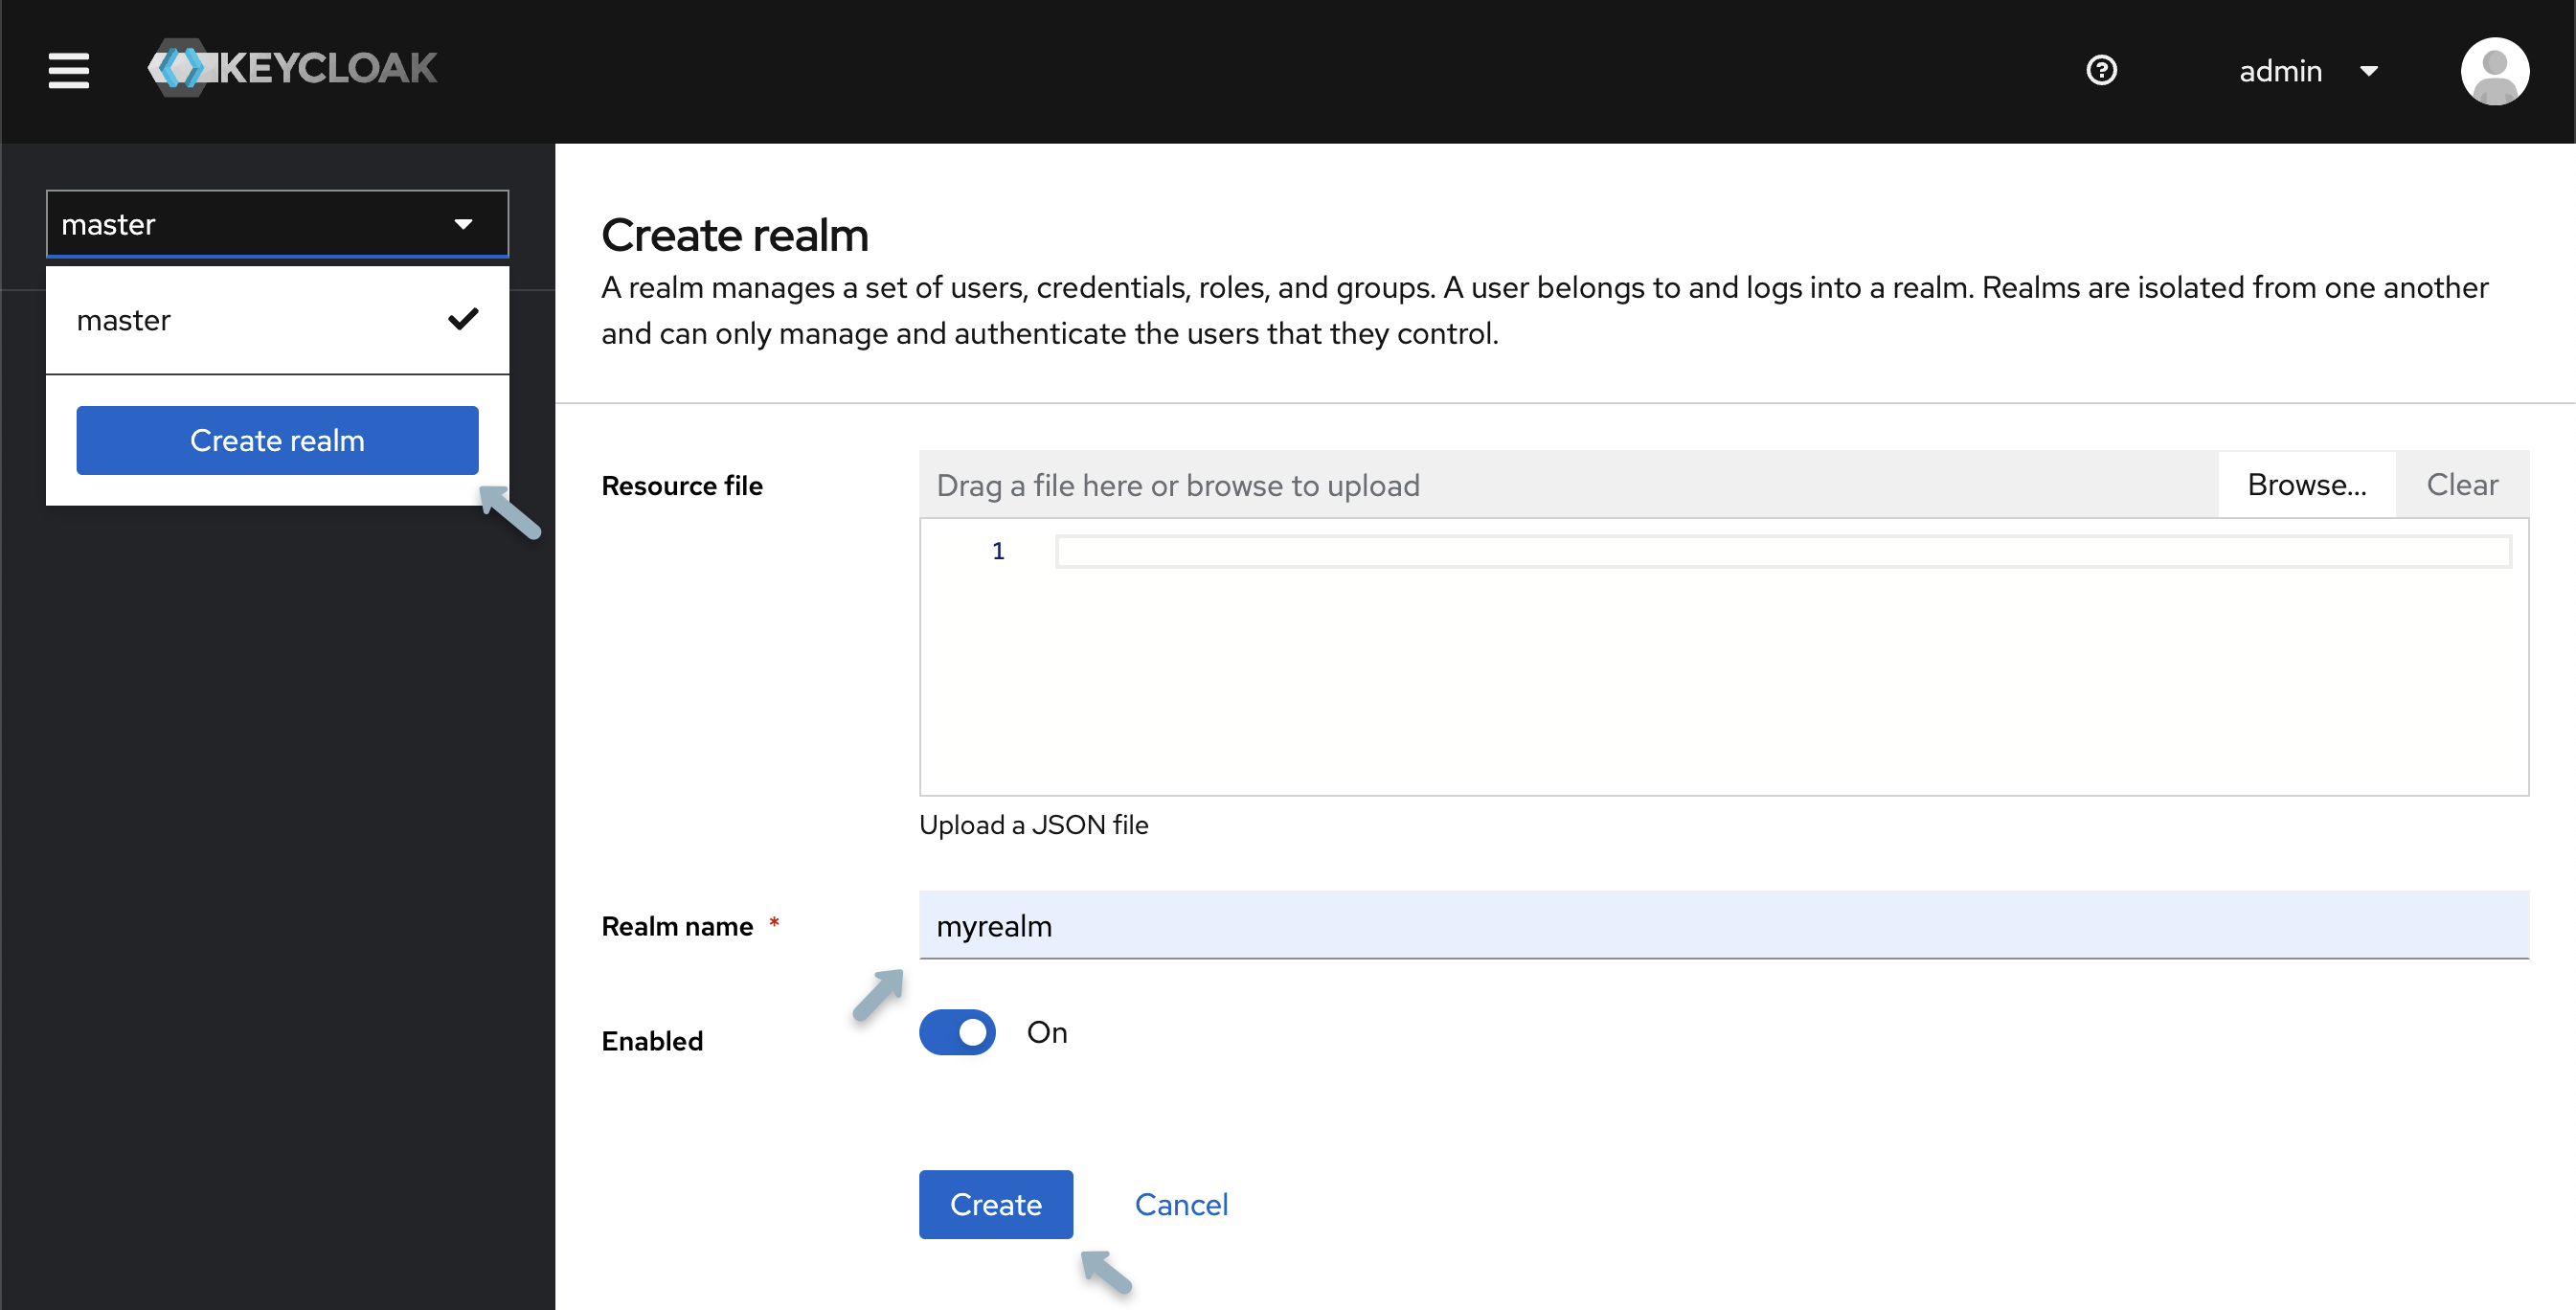 KEYCLOAK
admin
master
master
Create realm
Create realm
A realm manages a set of users, credentials, roles, and groups. A user belongs to and logs into a realm. Realms are isolated from one another
and can only manage and authenticate the users that they control.
Resource file
Drag a file here or browse to upload
Browse...
Clear
1
Upload a JSON file
Realm name *
myrealm
Enabled
On
Create
Cancel